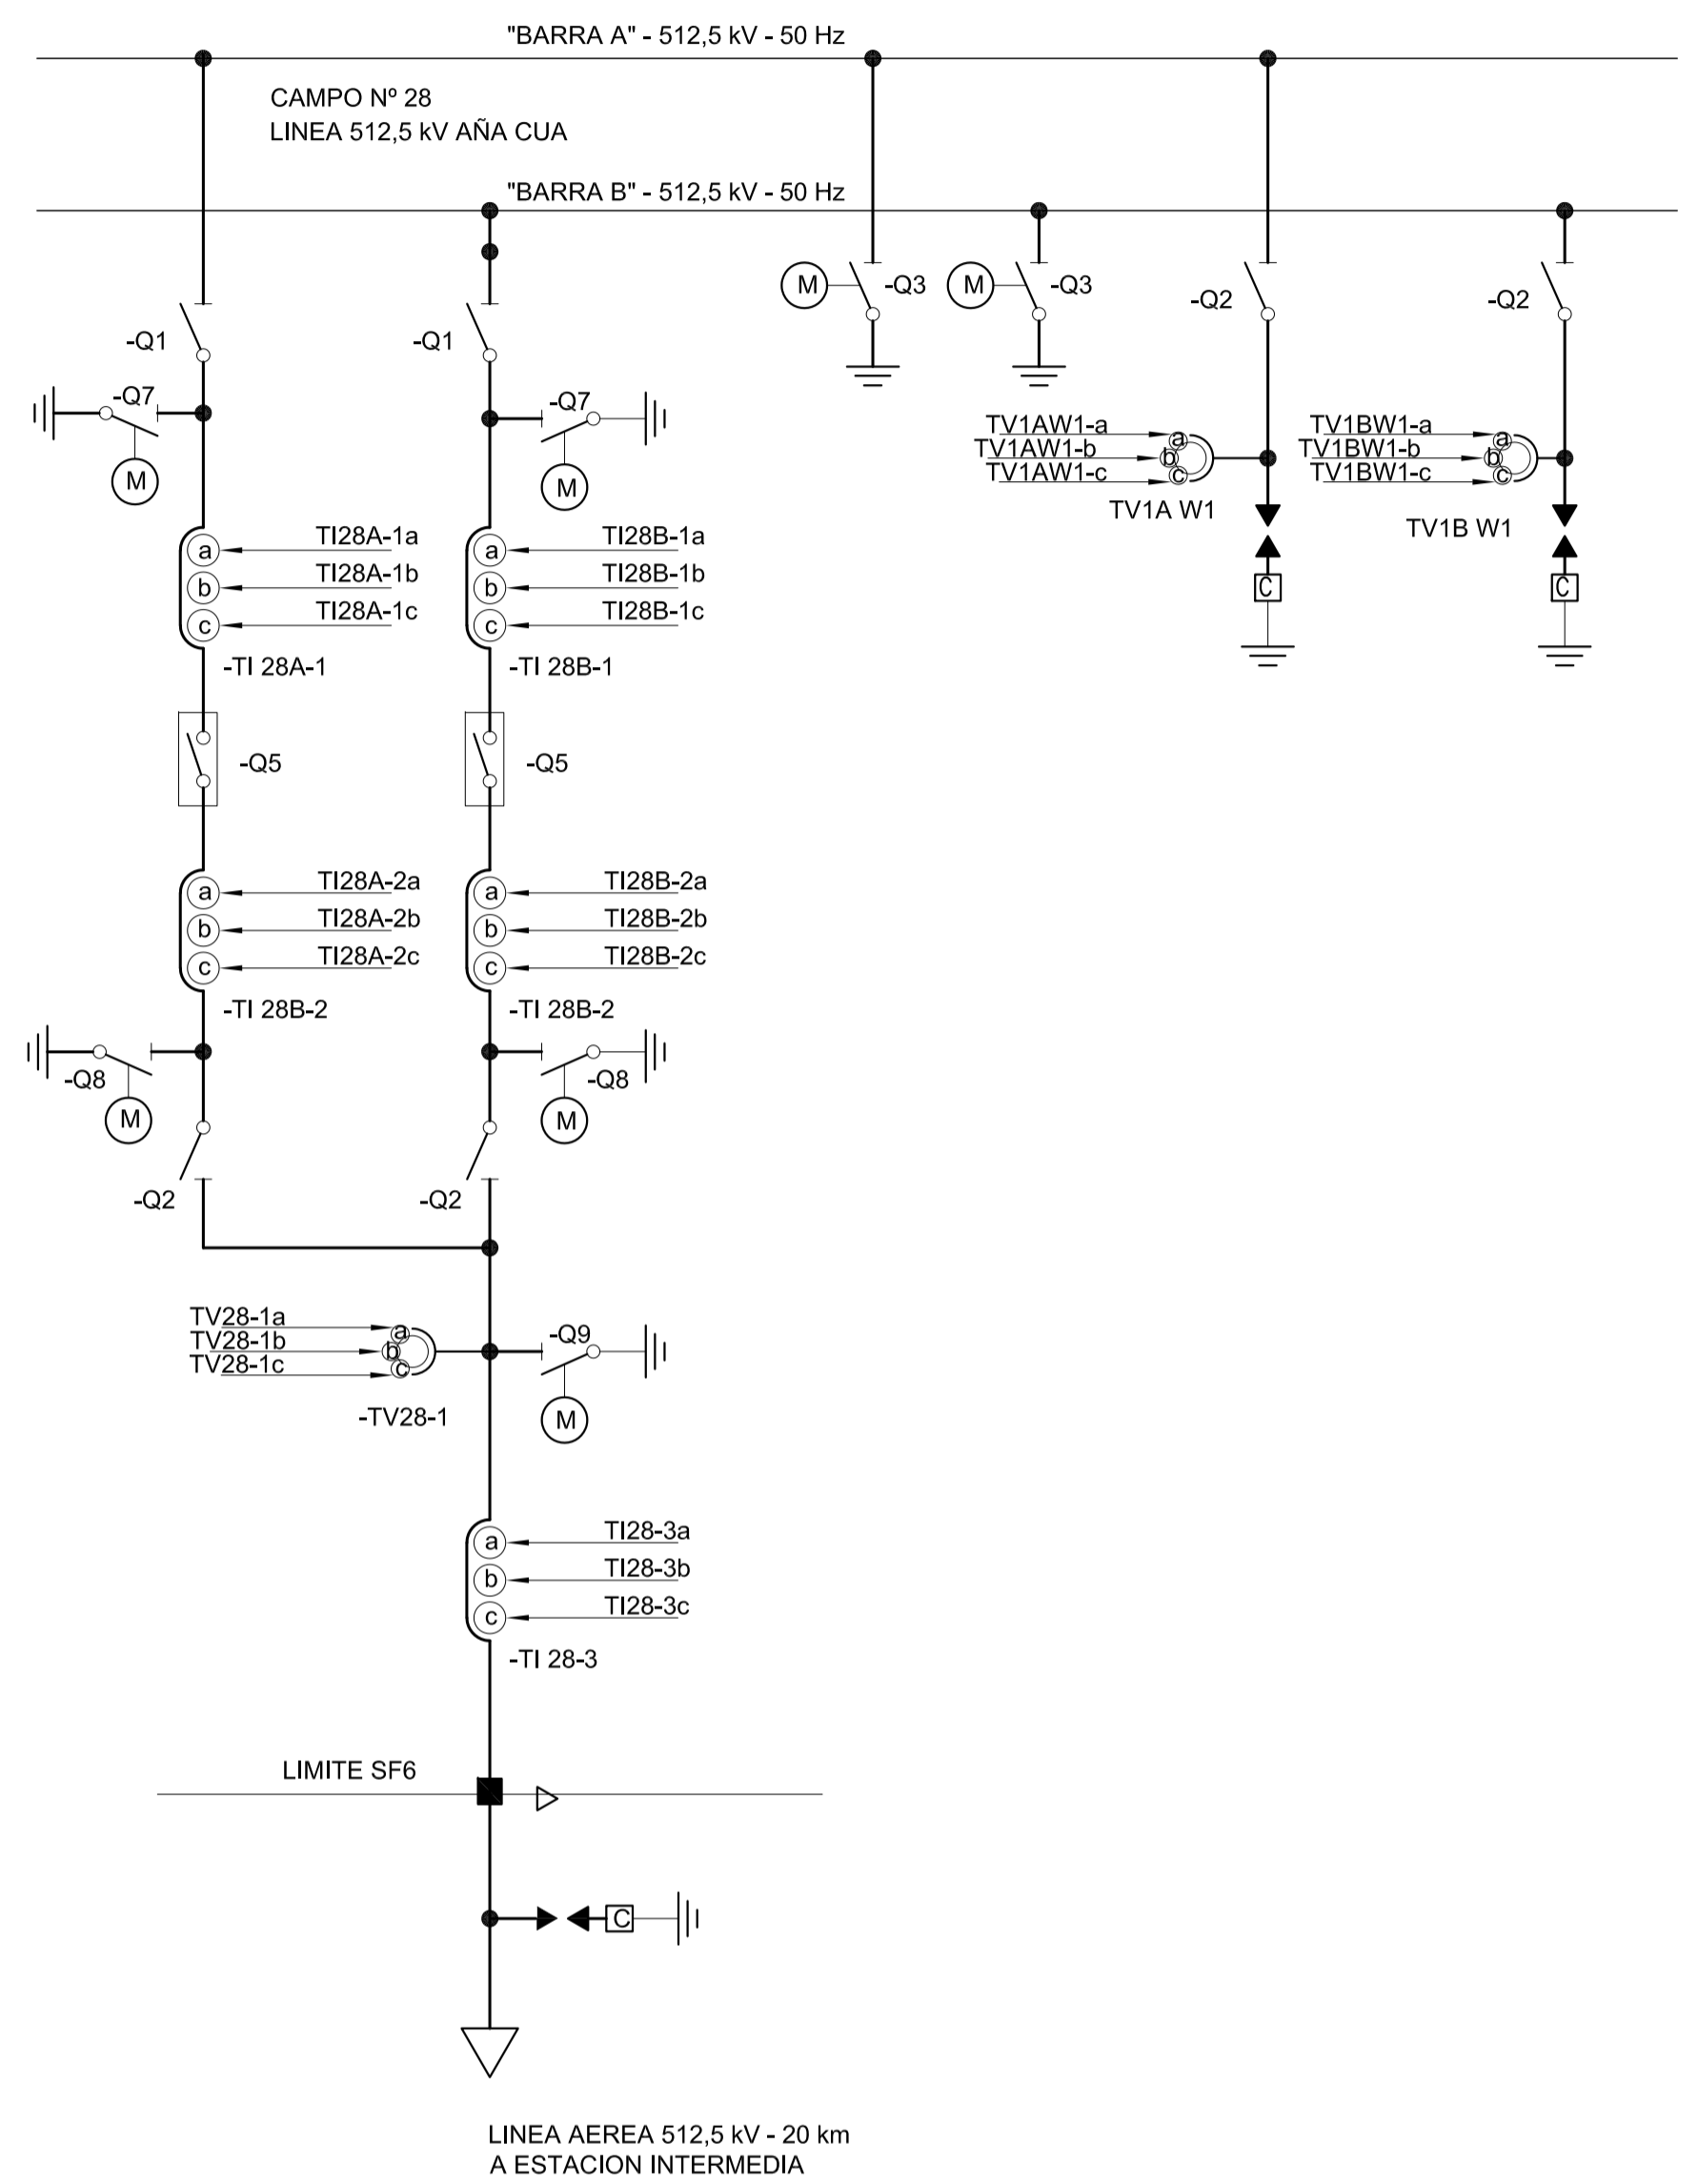 "BARRA A" - 512,5 kV - 50 Hz
CAMPO Nº 28
LINEA 512,5 kV AÑA CUA
"BARRA B" - 512,5 kV - 50 Hz
M
-Q3
M
-Q3
-Q2
-Q2
-Q1
-Q1
-Q7
M
-Q7
M
TV1AW1-a
TV1AW1-b
TV1AW1-c
a
b
c
TV1A W1
C
TV1BW1-a
TV1BW1-b
TV1BW1-c
a
b
c
TV1B W1
C
a
b
c
TI28A-1a
TI28A-1b
TI28A-1c
-TI 28A-1
a
b
c
TI28B-1a
TI28B-1b
TI28B-1c
-TI 28B-1
-Q5
-Q5
a
b
c
TI28A-2a
TI28A-2b
TI28A-2c
-TI 28B-2
a
b
c
TI28B-2a
TI28B-2b
TI28B-2c
-TI 28B-2
-Q8
M
-Q8
M
-Q2
-Q2
TV28-1a
TV28-1b
TV28-1c
a
b
c
-TV28-1
-Q9
M
a
b
c
TI28-3a
TI28-3b
TI28-3c
-TI 28-3
LIMITE SF6
C
LINEA AEREA 512,5 kV - 20 km
A ESTACION INTERMEDIA